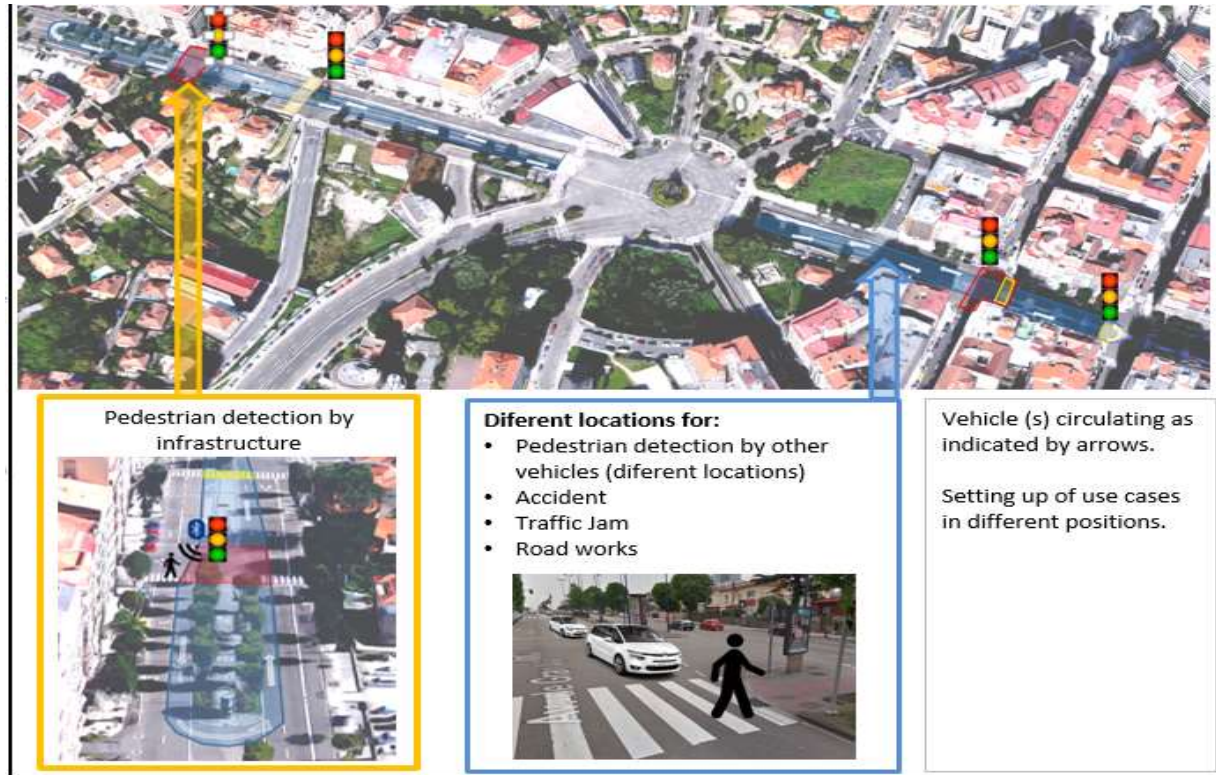 Pedestrian detection by
infrastructure
Diferent locations for:
• Pedestrian detection by other
vehicles (diferent locations)
• Accident
• Traffic Jam
• Road works
Vehicle (s) circulating as
indicated by arrows.
Setting up of use cases
in different positions.